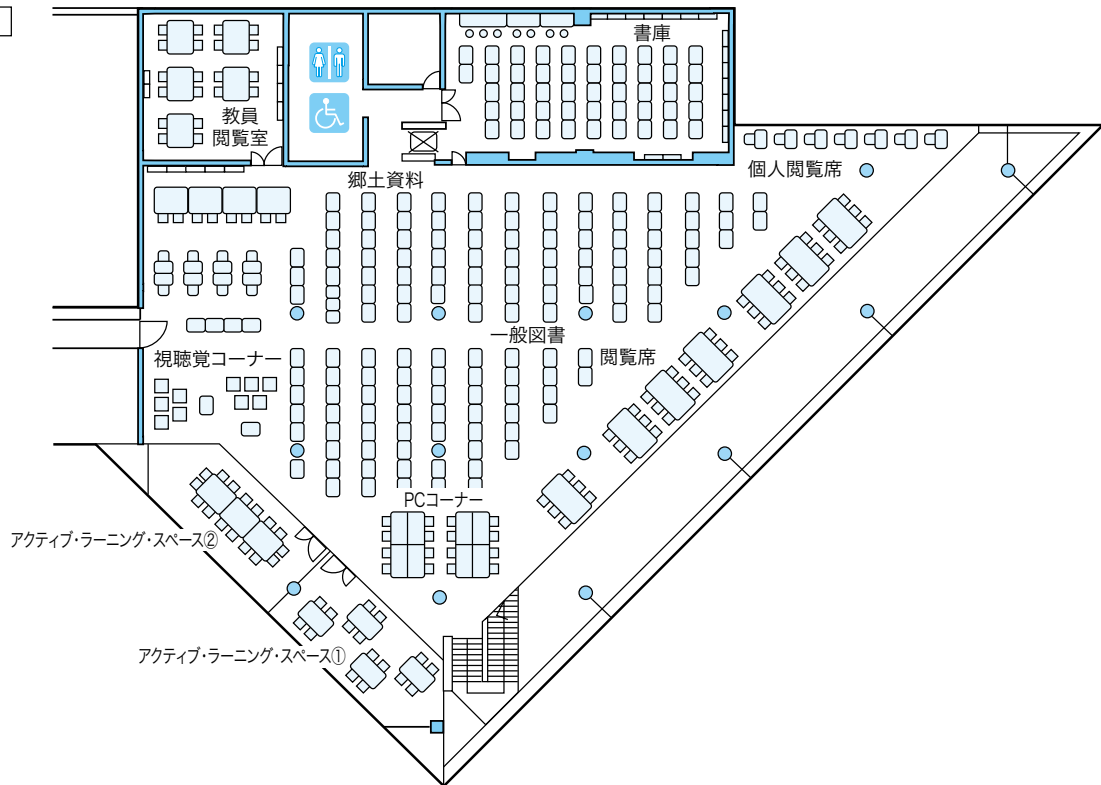 書庫
教員
閲覧室
個人閲覧席
郷土資料
一般図書
閲覧席
視聴覚コーナー
PCコーナー
アクティブ・ラーニング・スペース②
アクティブ・ラーニング・スペース①